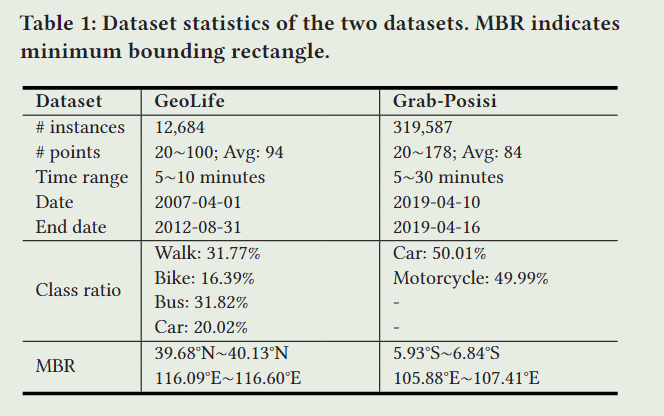 Table 1: Dataset statistics of the two datasets. MBR indicates
minimum bounding rectangle.
Dataset GeoLife Grab-Posisi
# instances 12,684 319,587
# points 20~100; Avg: 94 20~178; Avg: 84
Time range 5~10 minutes 5~30 minutes
Date 2007-04-01 2019-04-10
End date 2012-08-31 2019-04-16
Class ratio
Walk: 31.77% Car: 50.01%
Bike: 16.39% Motorcycle: 49.99%
Bus: 31.82% -
Car: 20.02% -
MBR
39.68°N~40.13°N 5.93°S~6.84°S
116.09°E~116.60°E 105.88°E~107.41°E